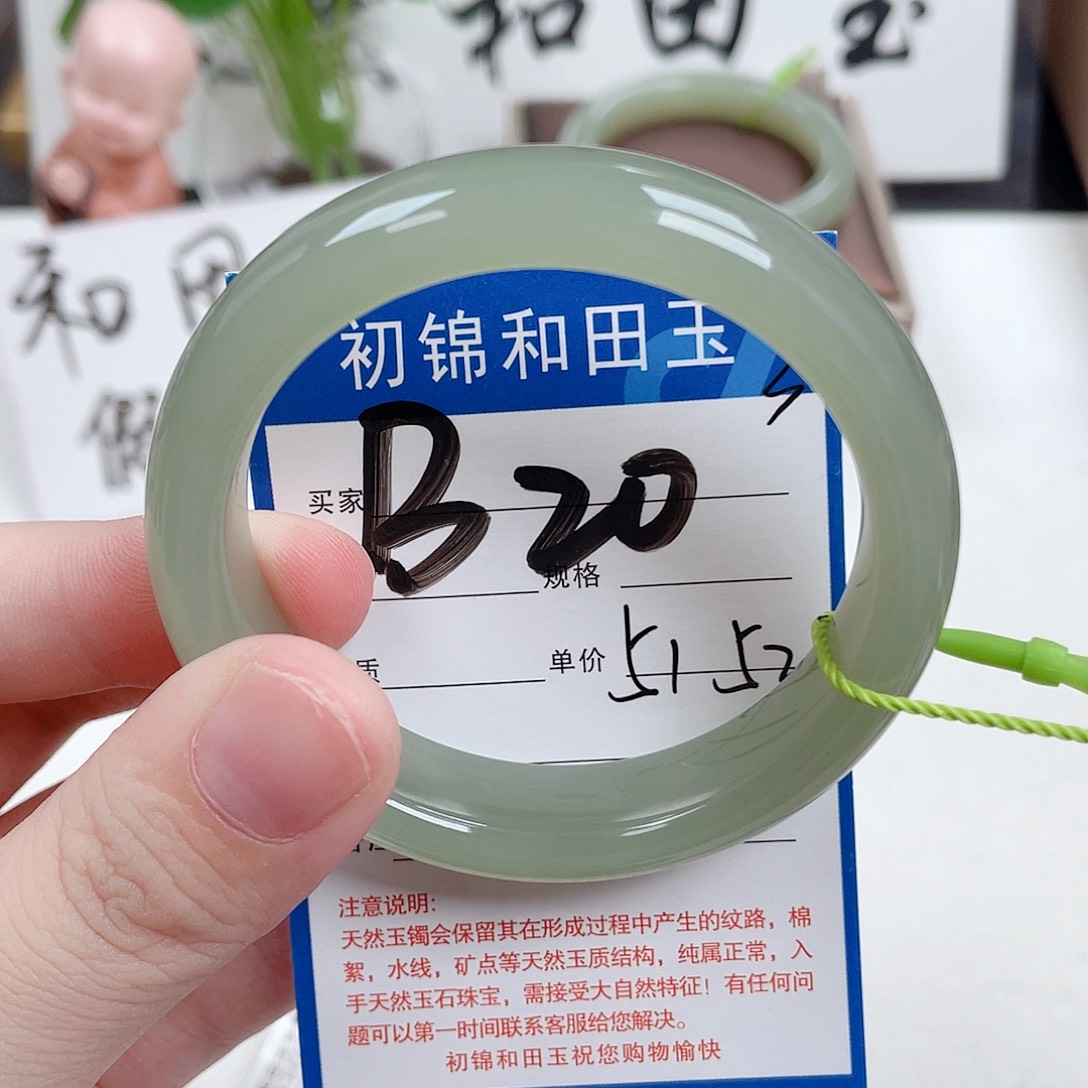 和田玉
和田
初锦和田玉
买家
B20
规格
质
单价
51 52
注意说明:
天然玉镯会保留其在形成过程中产生的纹路，棉
絮，水线，矿点等天然玉质结构，纯属正常，入
手天然玉石珠宝，需接受大自然特征！有任何问
题可以第一时间联系客服给您解决。
初锦和田玉祝您购物愉快